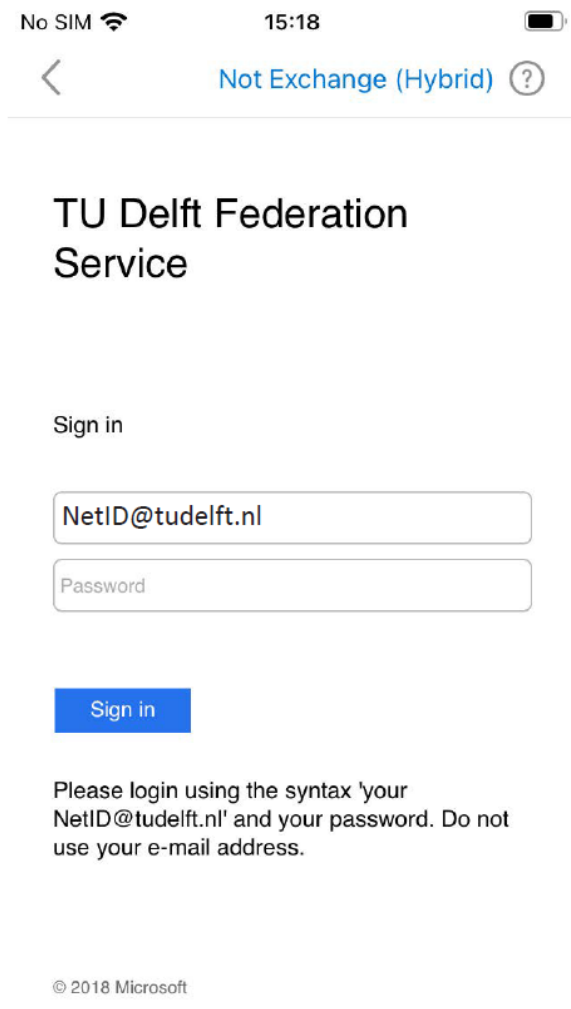 No SIM 15:18
Not Exchange (Hybrid) ?
TU Delft Federation
Service
Sign in
NetID@tudelft.nl
Password
Sign in
Please login using the syntax 'your
NetID@tudelft.nl' and your password. Do not
use your e-mail address.
© 2018 Microsoft